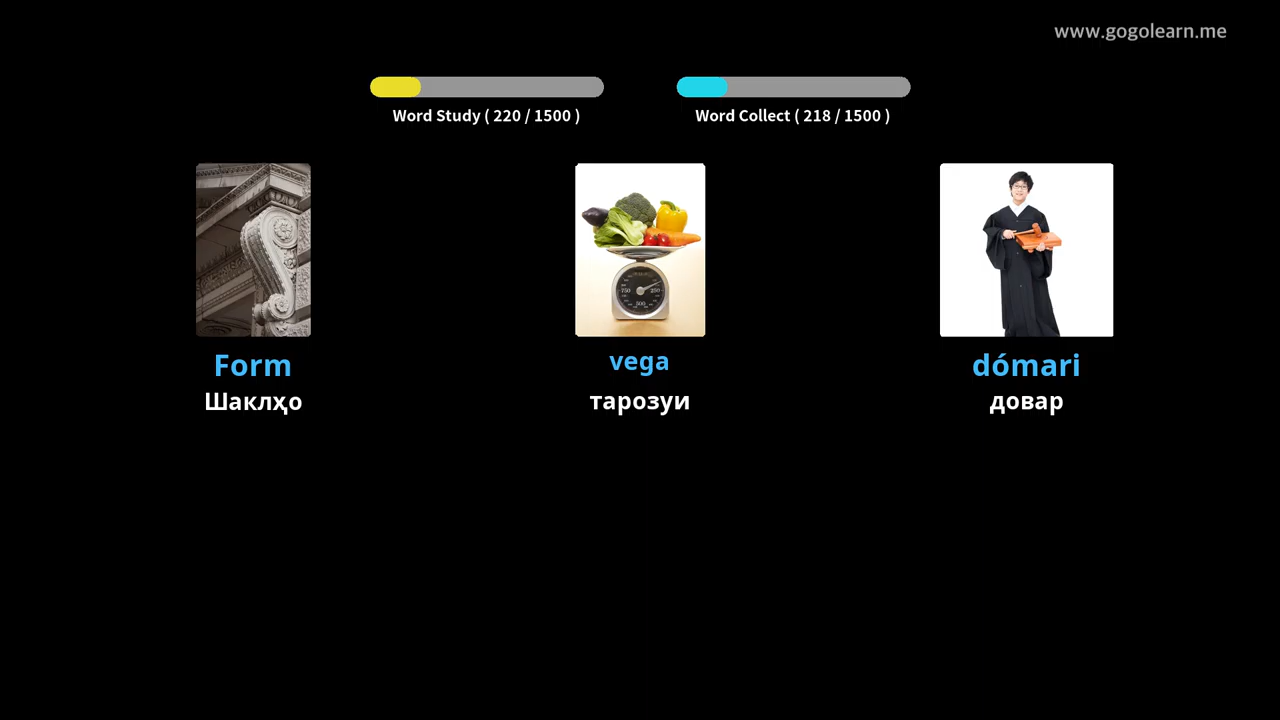 www.gogolearn.me
Word Study ( 220 / 1500 )
Word Collect ( 218 / 1500 )
Form
vega
dómari
Шаклҳо
тарозуи
довар